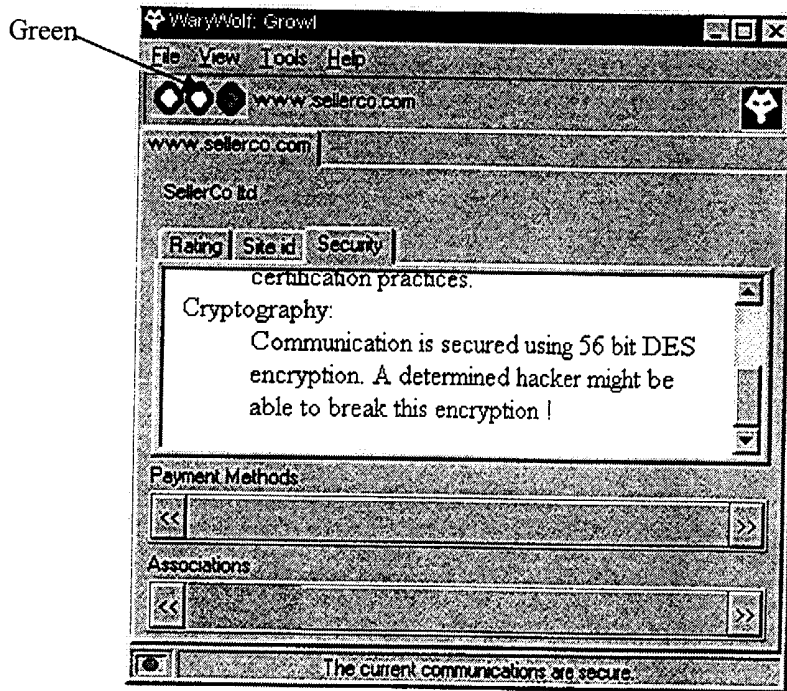 Green
WaryWolf: Growl
File View Tools Help
www.sellerco.com
www.sellerco.com
SellerCo ltd
Rating Site id Security
certification practices.
Cryptography:
Communication is secured using 56 bit DES
encryption. A determined hacker might be
able to break this encryption !
Payment Methods
<< >>
Associations
<< >>
The current communications are secure.